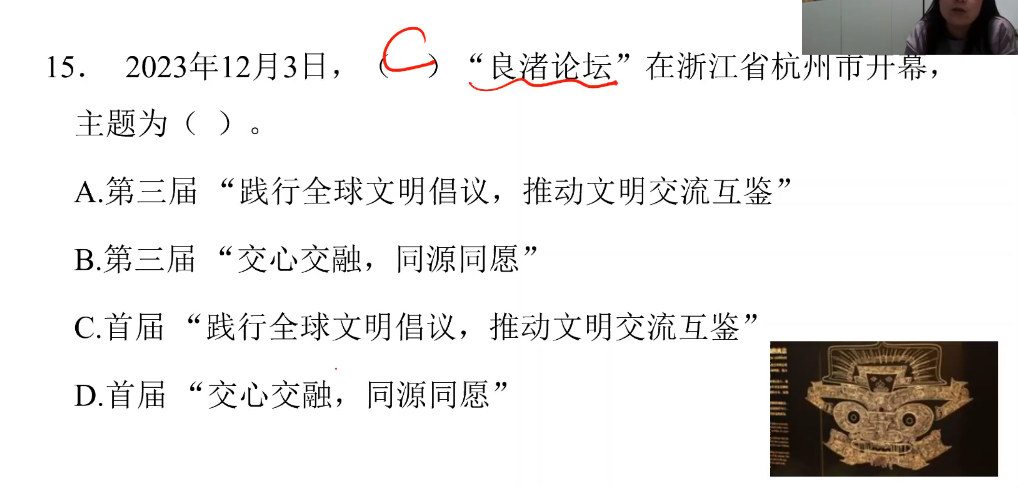 15. 2023年12月3日，（C）“良渚论坛”在浙江省杭州市开幕，
主题为（ ）。
A.第三届 “践行全球文明倡议，推动文明交流互鉴”
B.第三届 “交心交融，同源同愿”
C.首届 “践行全球文明倡议，推动文明交流互鉴”
D.首届 “交心交融，同源同愿”